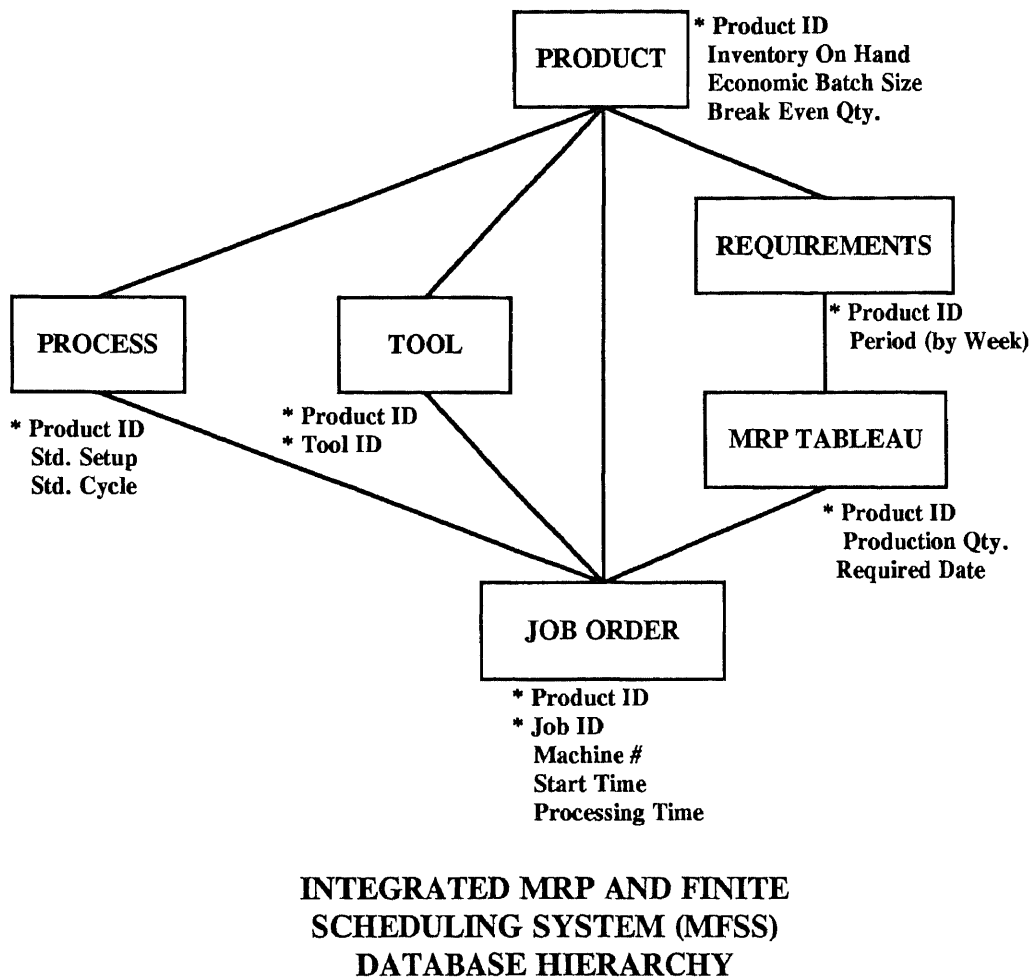 PRODUCT
* Product ID
Inventory On Hand
Economic Batch Size
Break Even Qty.
REQUIREMENTS
* Product ID
Period (by Week)
PROCESS
* Product ID
Std. Setup
Std. Cycle
TOOL
* Product ID
* Tool ID
MRP TABLEAU
* Product ID
Production Qty.
Required Date
JOB ORDER
* Product ID
* Job ID
Machine #
Start Time
Processing Time
INTEGRATED MRP AND FINITE
SCHEDULING SYSTEM (MFSS)
DATABASE HIERARCHY